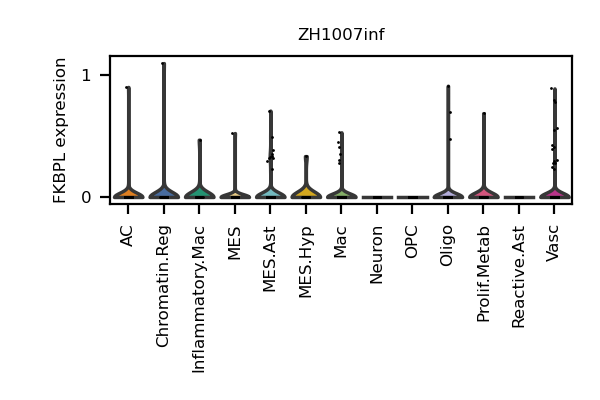 ZH1007inf
FKBPL expression
1
0
AC
Chromatin.Reg
Inflammatory.Mac
MES
MES.Ast
MES.Hyp
Mac
Neuron
OPC
Oligo
Prolif.Metab
Reactive.Ast
Vasc